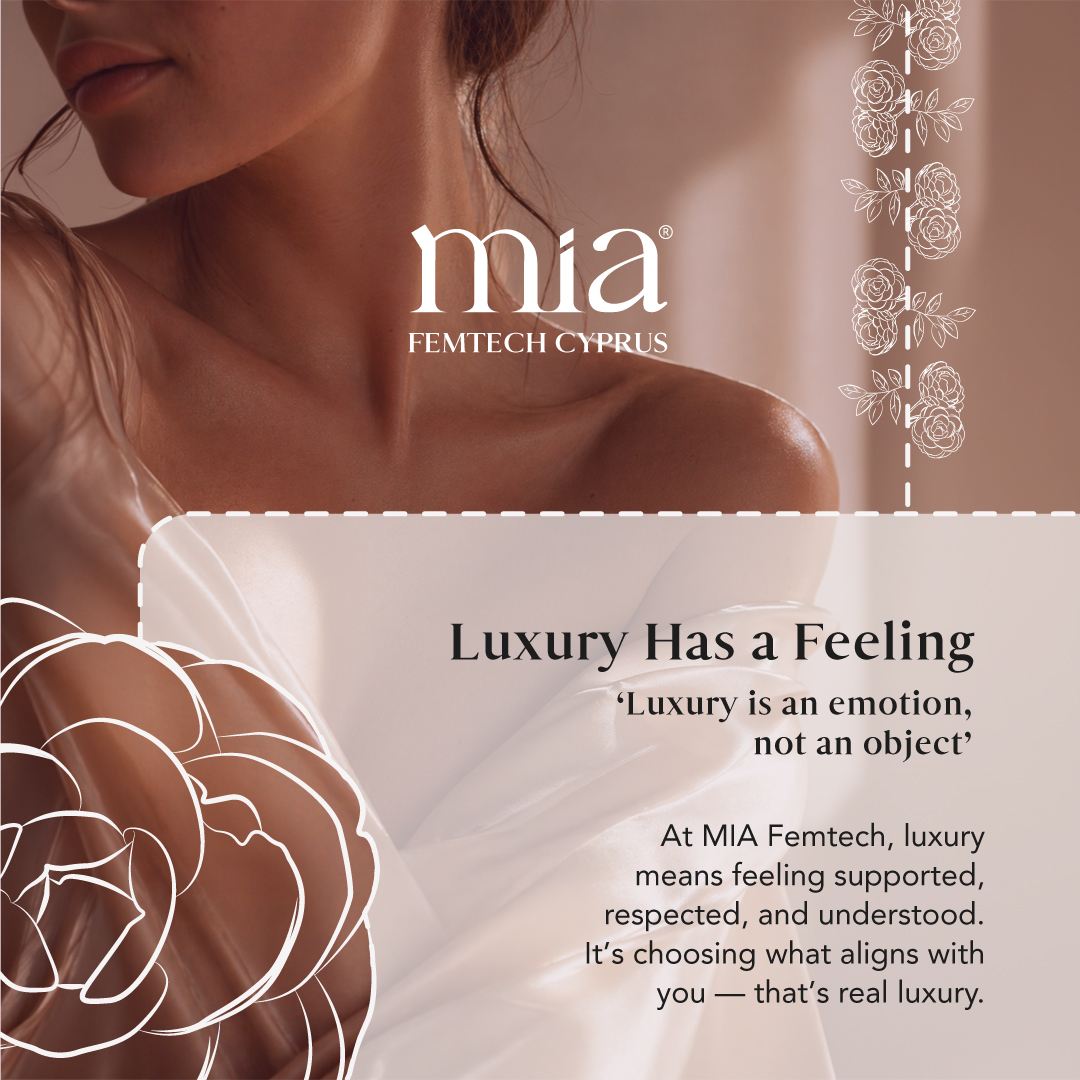 mia®
FEMTECH CYPRUS
Luxury Has a Feeling
‘Luxury is an emotion,
not an object’
At MIA Femtech, luxury
means feeling supported,
respected, and understood.
It’s choosing what aligns with
you — that’s real luxury.